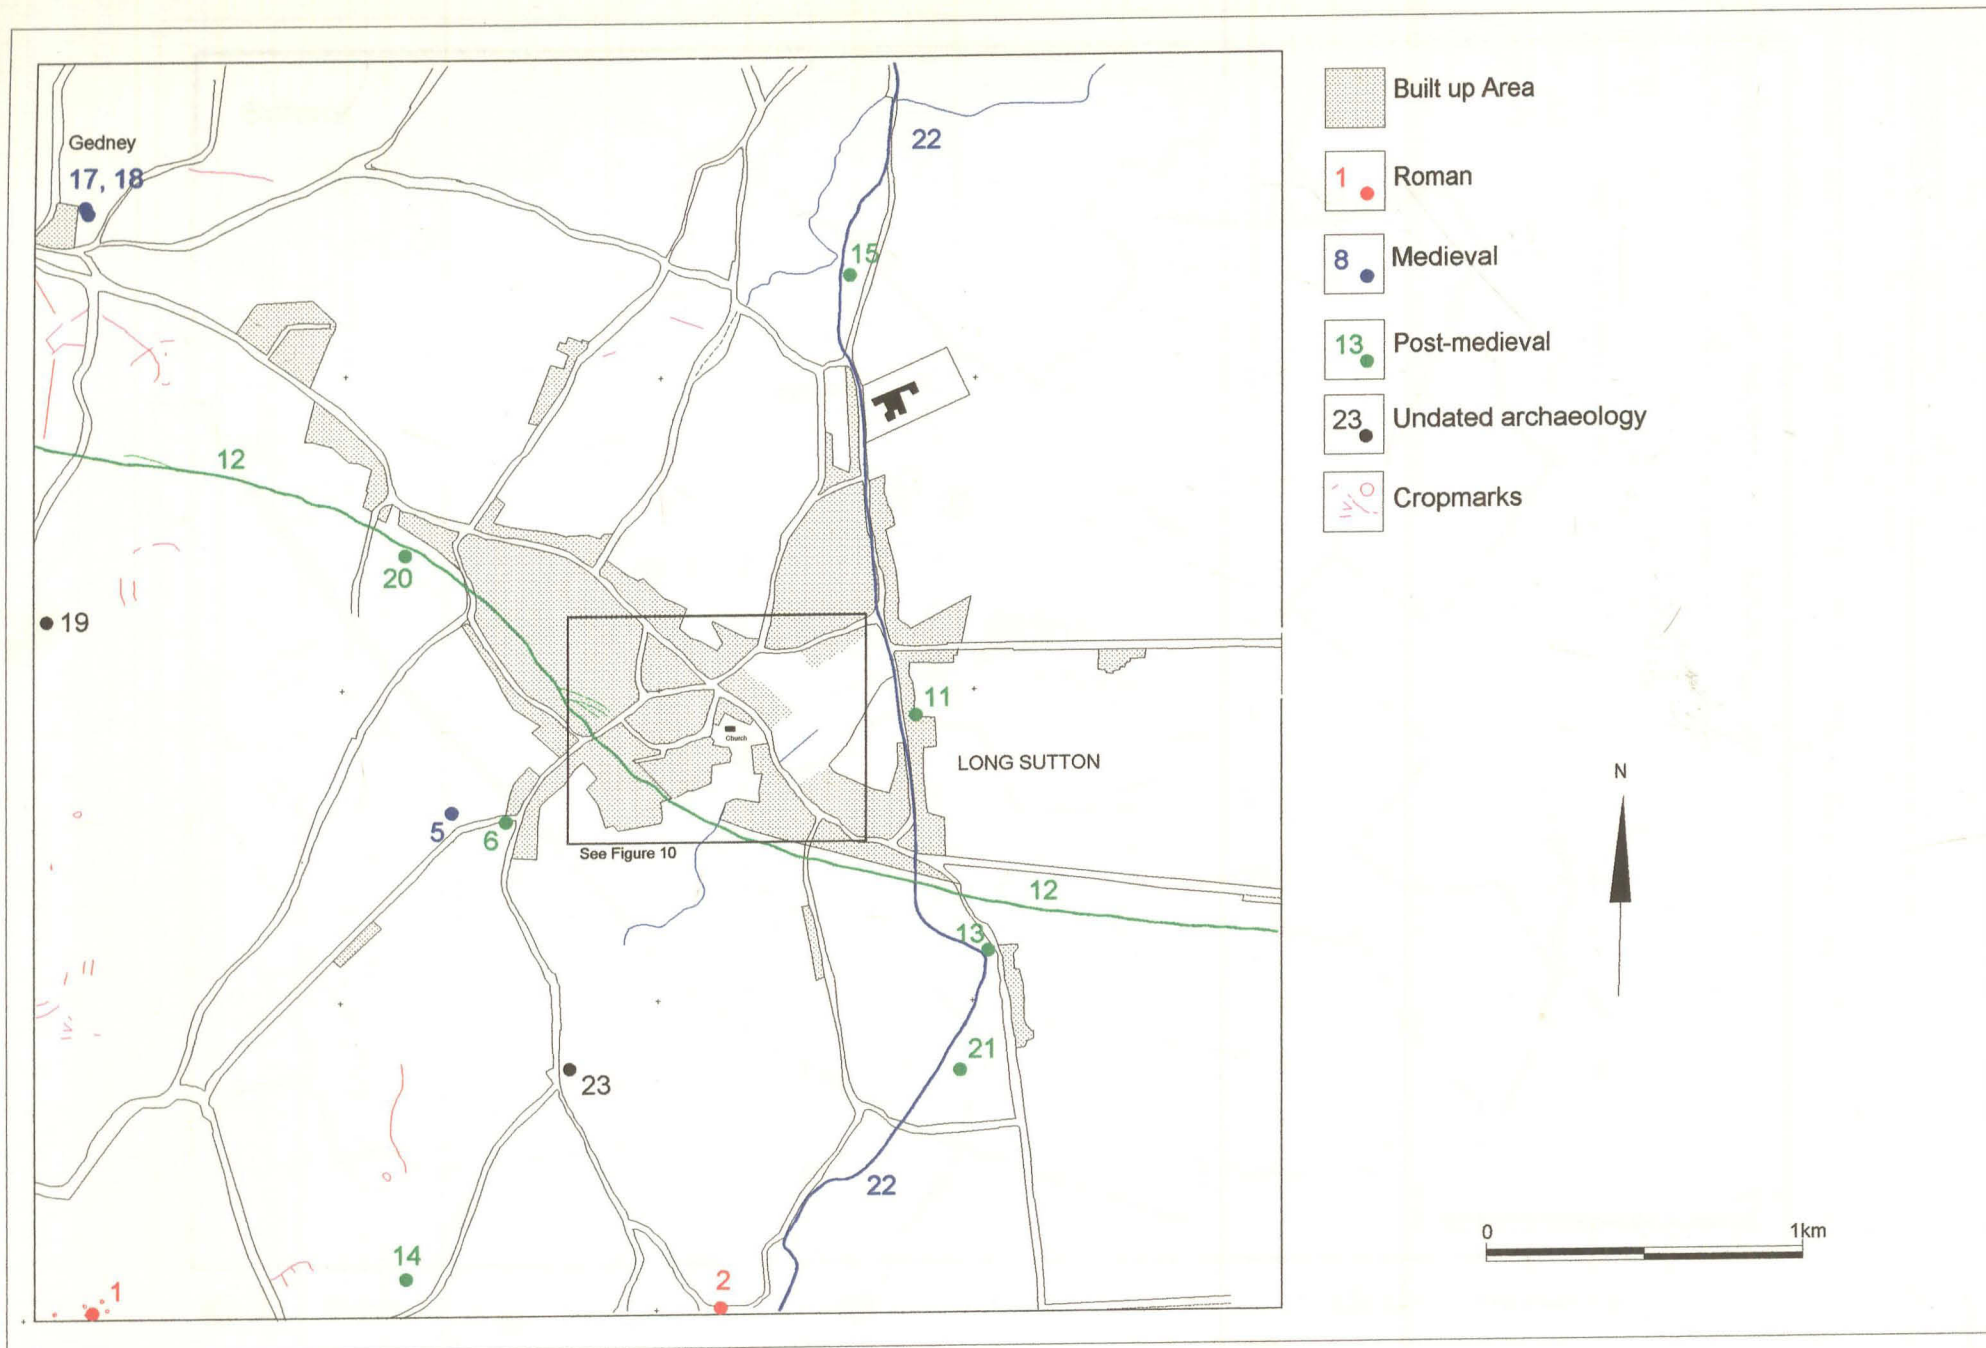 Gedney
17, 18
22
15
12
20
19
11
LONG SUTTON
Church
5
6
See Figure 10
12
13
21
23
22
14
1
2
Built up Area
1 Roman
8 Medieval
13 Post-medieval
23 Undated archaeology
Cropmarks
N
0 1km